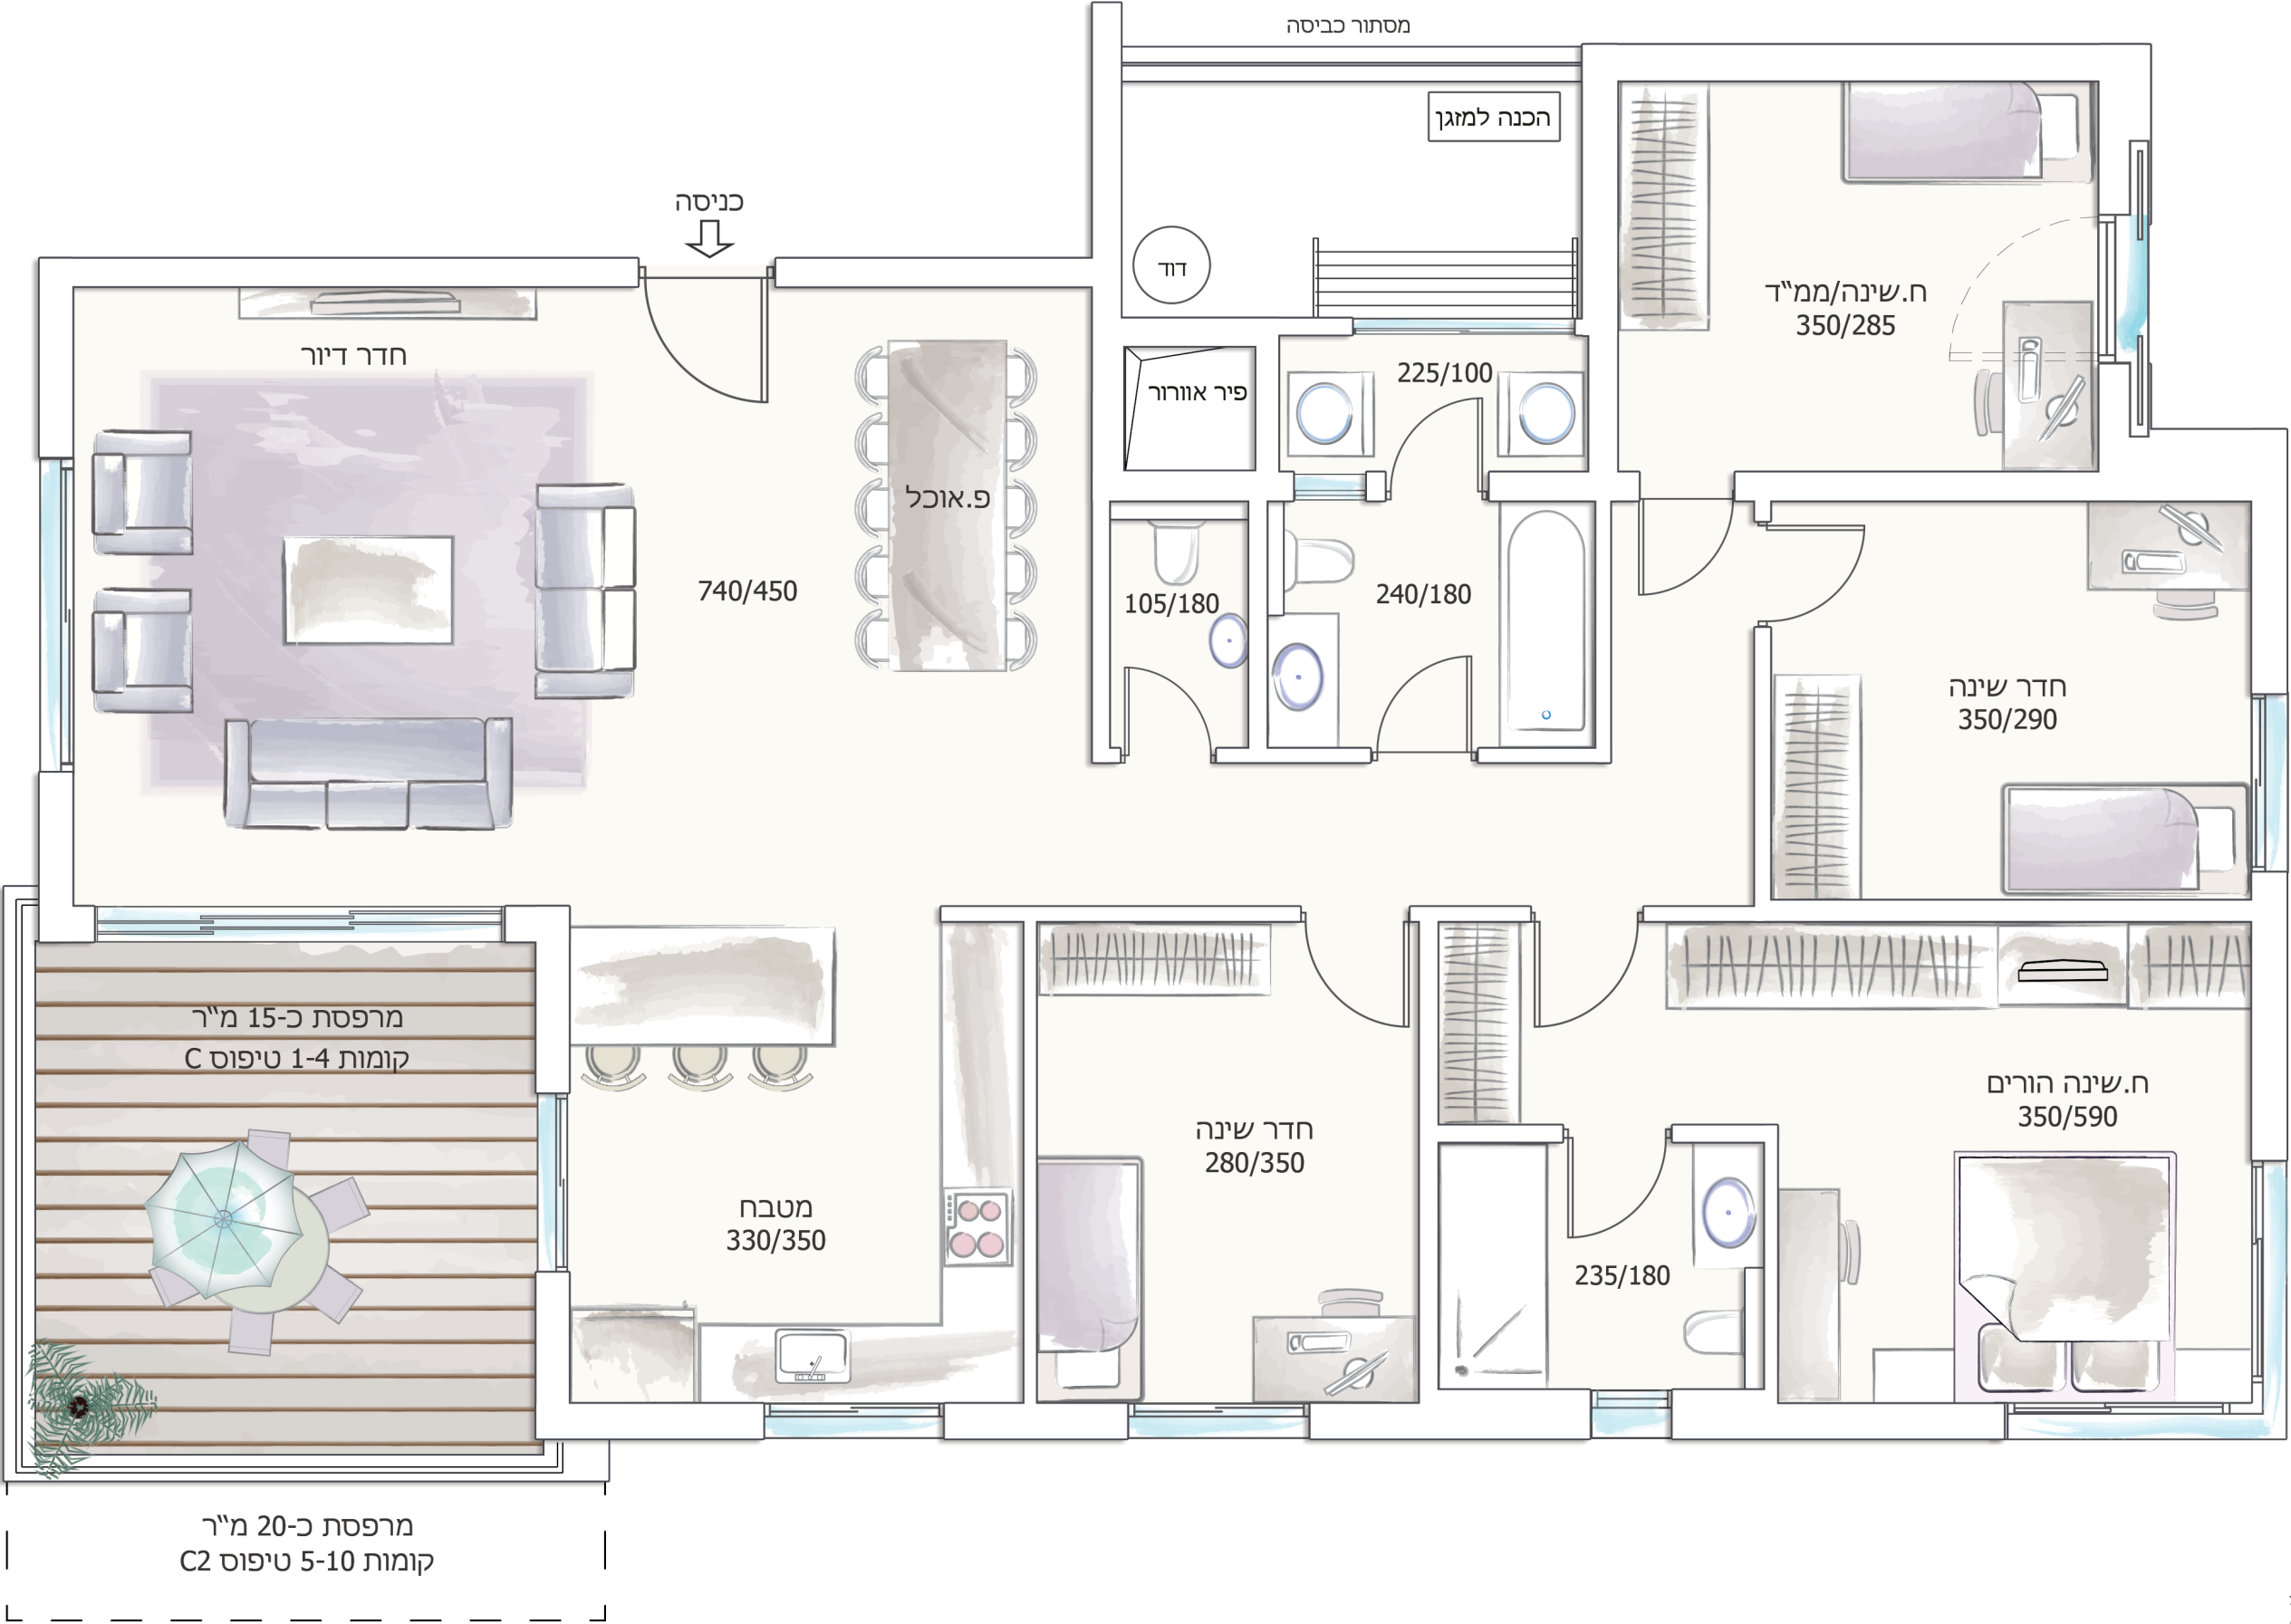 מסתור כביסה
הכנה למזגן
כניסה
דוד
ח.שינה/ממ"ד
350/285
חדר דיור
225/100
פיר אוורור
פ.אוכל
740/450
105/180
240/180
חדר שינה
350/290
מרפסת כ-15 מ"ר
קומות 1-4 טיפוס C
ח.שינה הורים
350/590
חדר שינה
280/350
מטבח
330/350
235/180
מרפסת כ-20 מ"ר
קומות 5-10 טיפוס C2